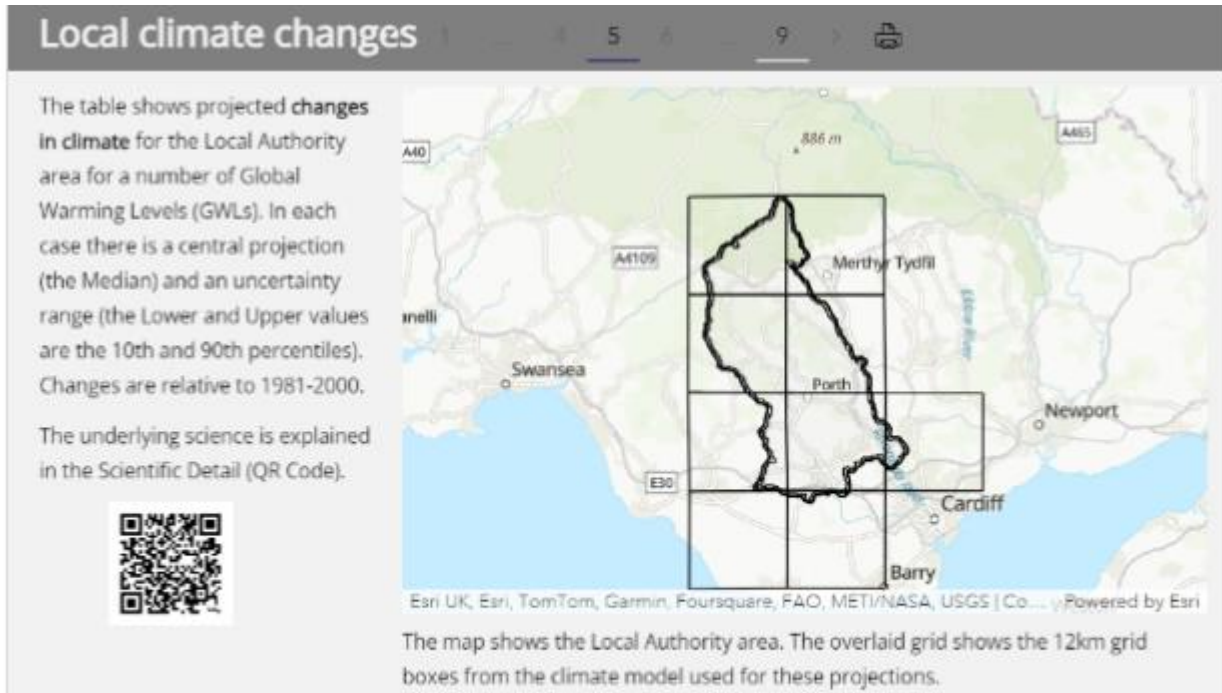 Local climate changes
5
9
The table shows projected changes
in climate for the Local Authority
area for a number of Global
Warming Levels (GWLs). In each
case there is a central projection
(the Median) and an uncertainty
range (the Lower and Upper values
are the 10th and 90th percentiles).
Changes are relative to 1981-2000.
The underlying science is explained
in the Scientific Detail (QR Code).
A40
886 m
A465
A4109
Merthyr Tydfil
anelli
Swansea
Porth
Newport
E30
Cardiff
Barry
Esri UK, Esri, TomTom, Garmin, Foursquare, FAO, METI/NASA, USGS | Co... Powered by Esri
The map shows the Local Authority area. The overlaid grid shows the 12km grid
boxes from the climate model used for these projections.